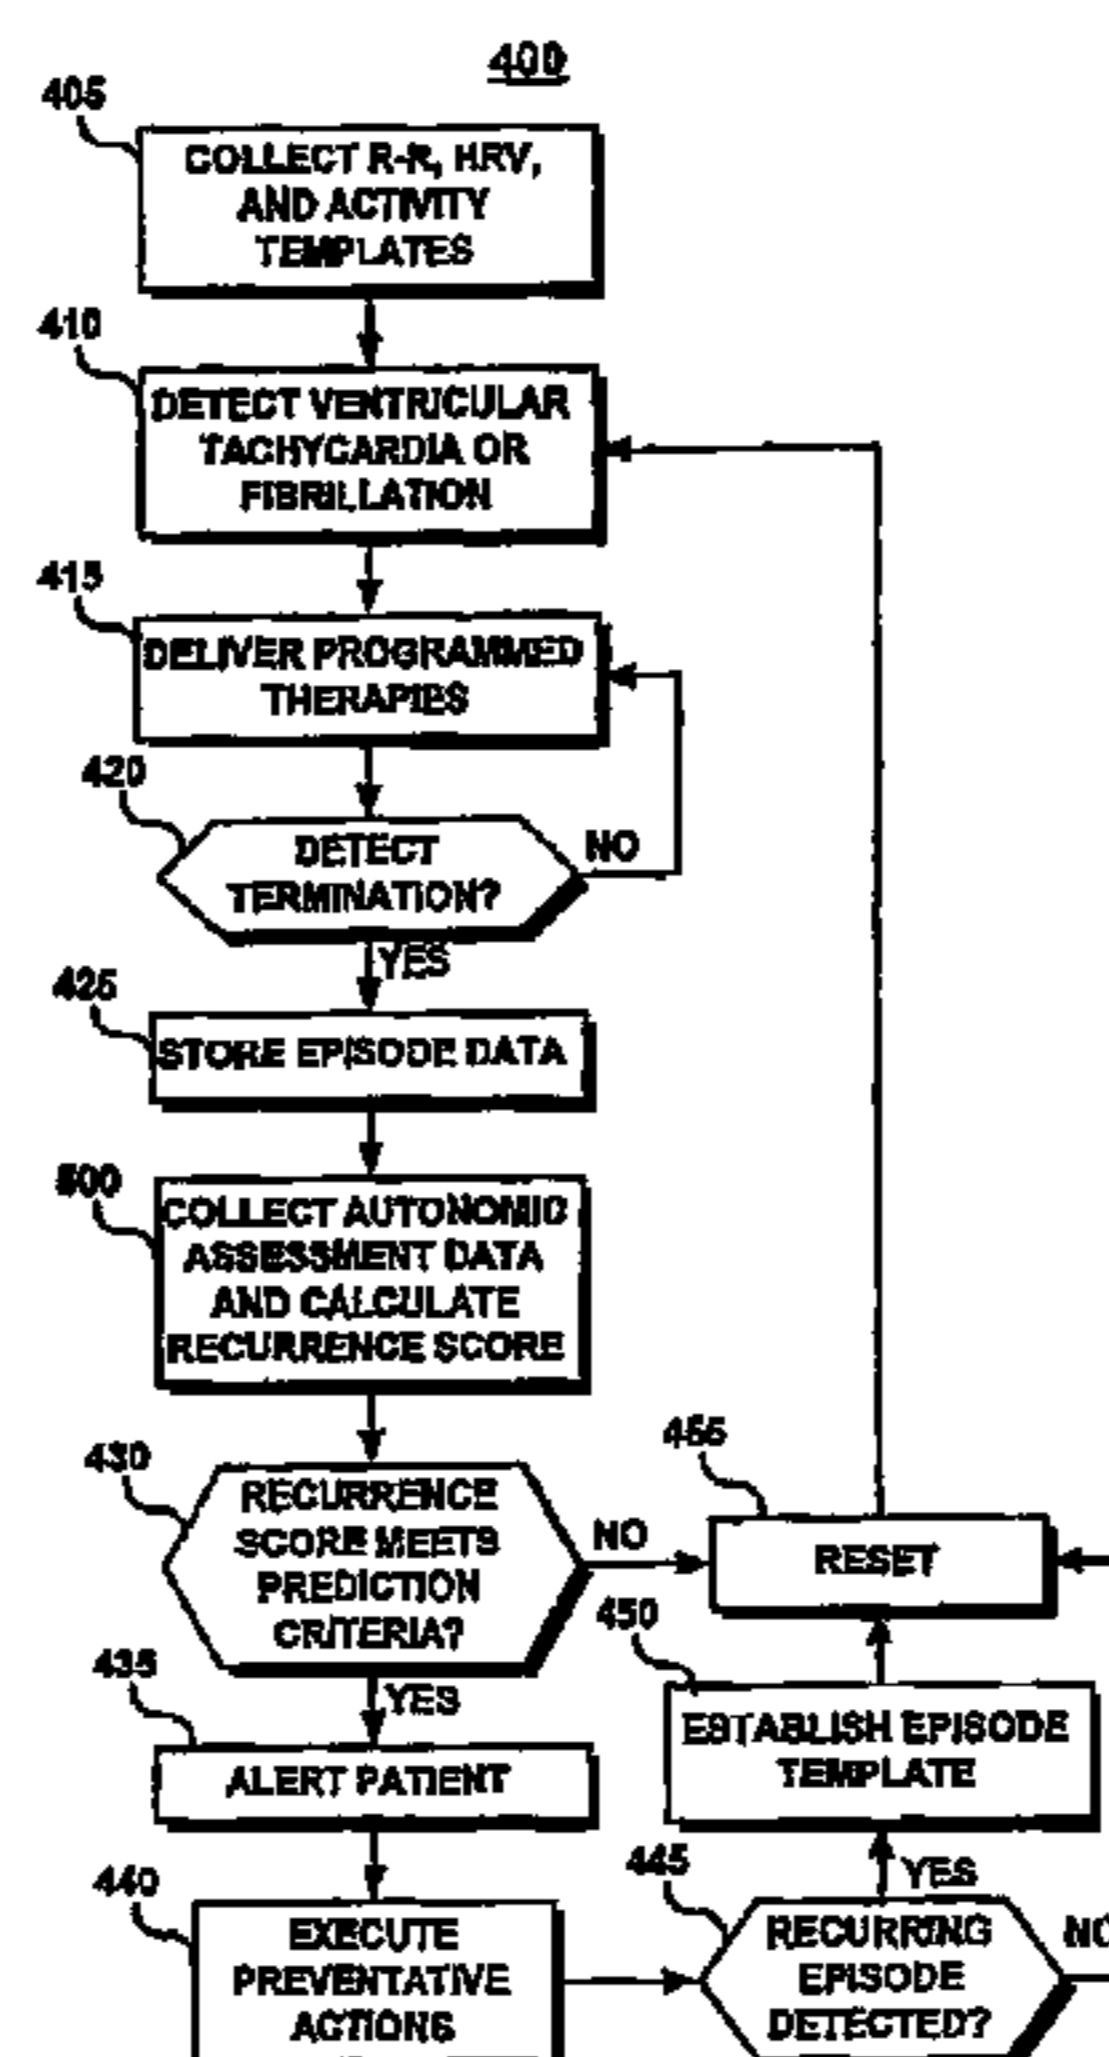 400
405
COLLECT R-R, HRV,
AND ACTIVITY
TEMPLATES
410
DETECT VENTRICULAR
TACHYCARDIA OR
FIBRILLATION
415
DELIVER PROGRAMMED
THERAPIES
420
DETECT
TERMINATION?
NO
YES
425
STORE EPISODE DATA
500
COLLECT AUTONOMIC
ASSESSMENT DATA
AND CALCULATE
RECURRENCE SCORE
430
RECURRENCE
SCORE MEETS
PREDICTION
CRITERIA?
NO
YES
455
RESET
450
ESTABLISH EPISODE
TEMPLATE
435
ALERT PATIENT
440
EXECUTE
PREVENTATIVE
ACTIONS
445
YES
RECURRING
EPISODE
DETECTED?
NO